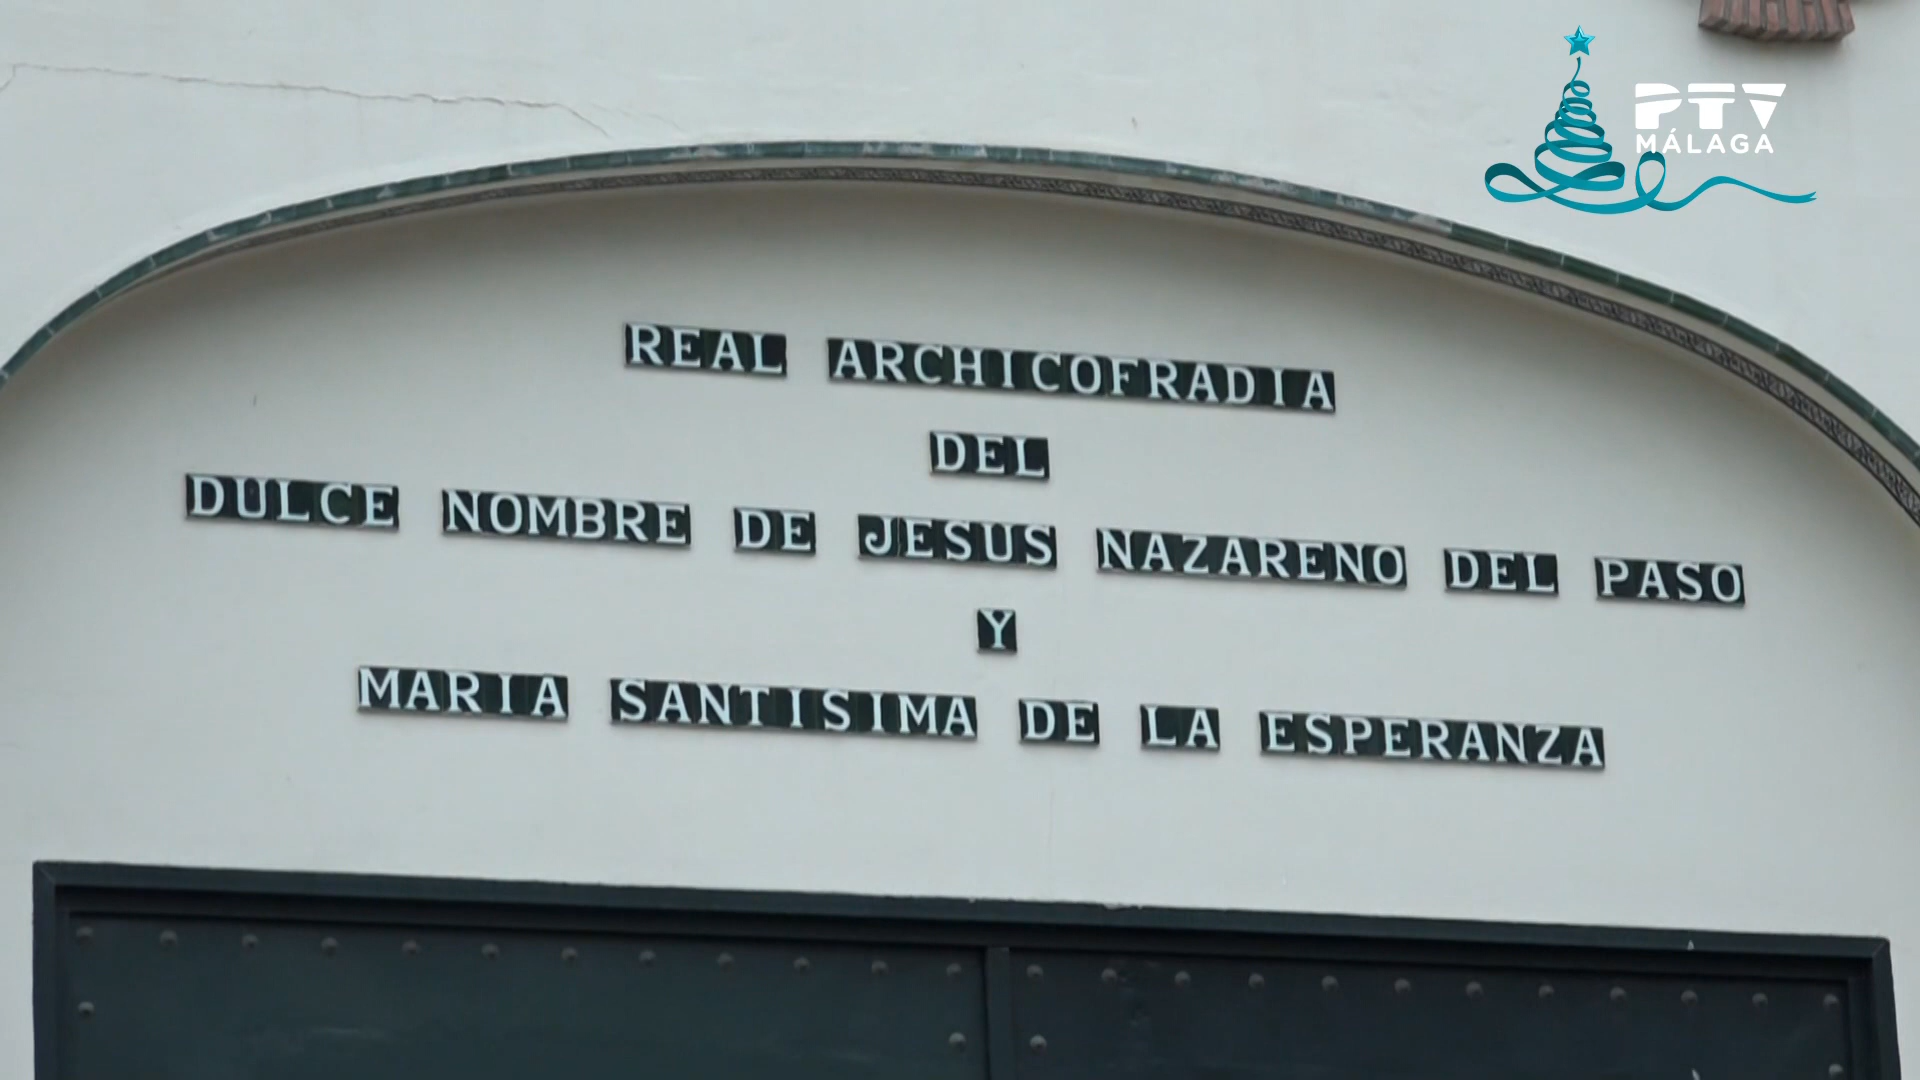 PTV
MÁLAGA
REAL ARCHICOFRADIA
DEL
DULCE NOMBRE DE JESUS NAZARENO DEL PASO
Y
MARIA SANTISIMA DE LA ESPERANZA